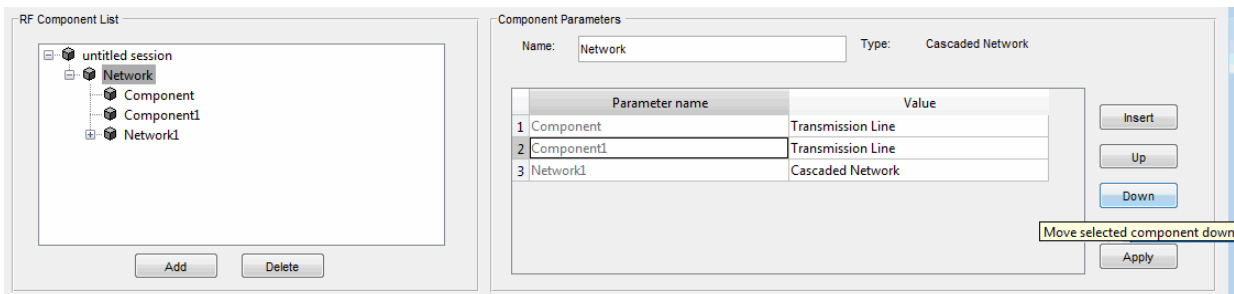 RF Component List
untitled session
Network
Component
Component1
Network1
Add Delete
Component Parameters
Name: Network Type: Cascaded Network
Parameter name Value
1 Component Transmission Line
2 Component1 Transmission Line
3 Network1 Cascaded Network
Insert
Up
Down
Move selected component down
Apply